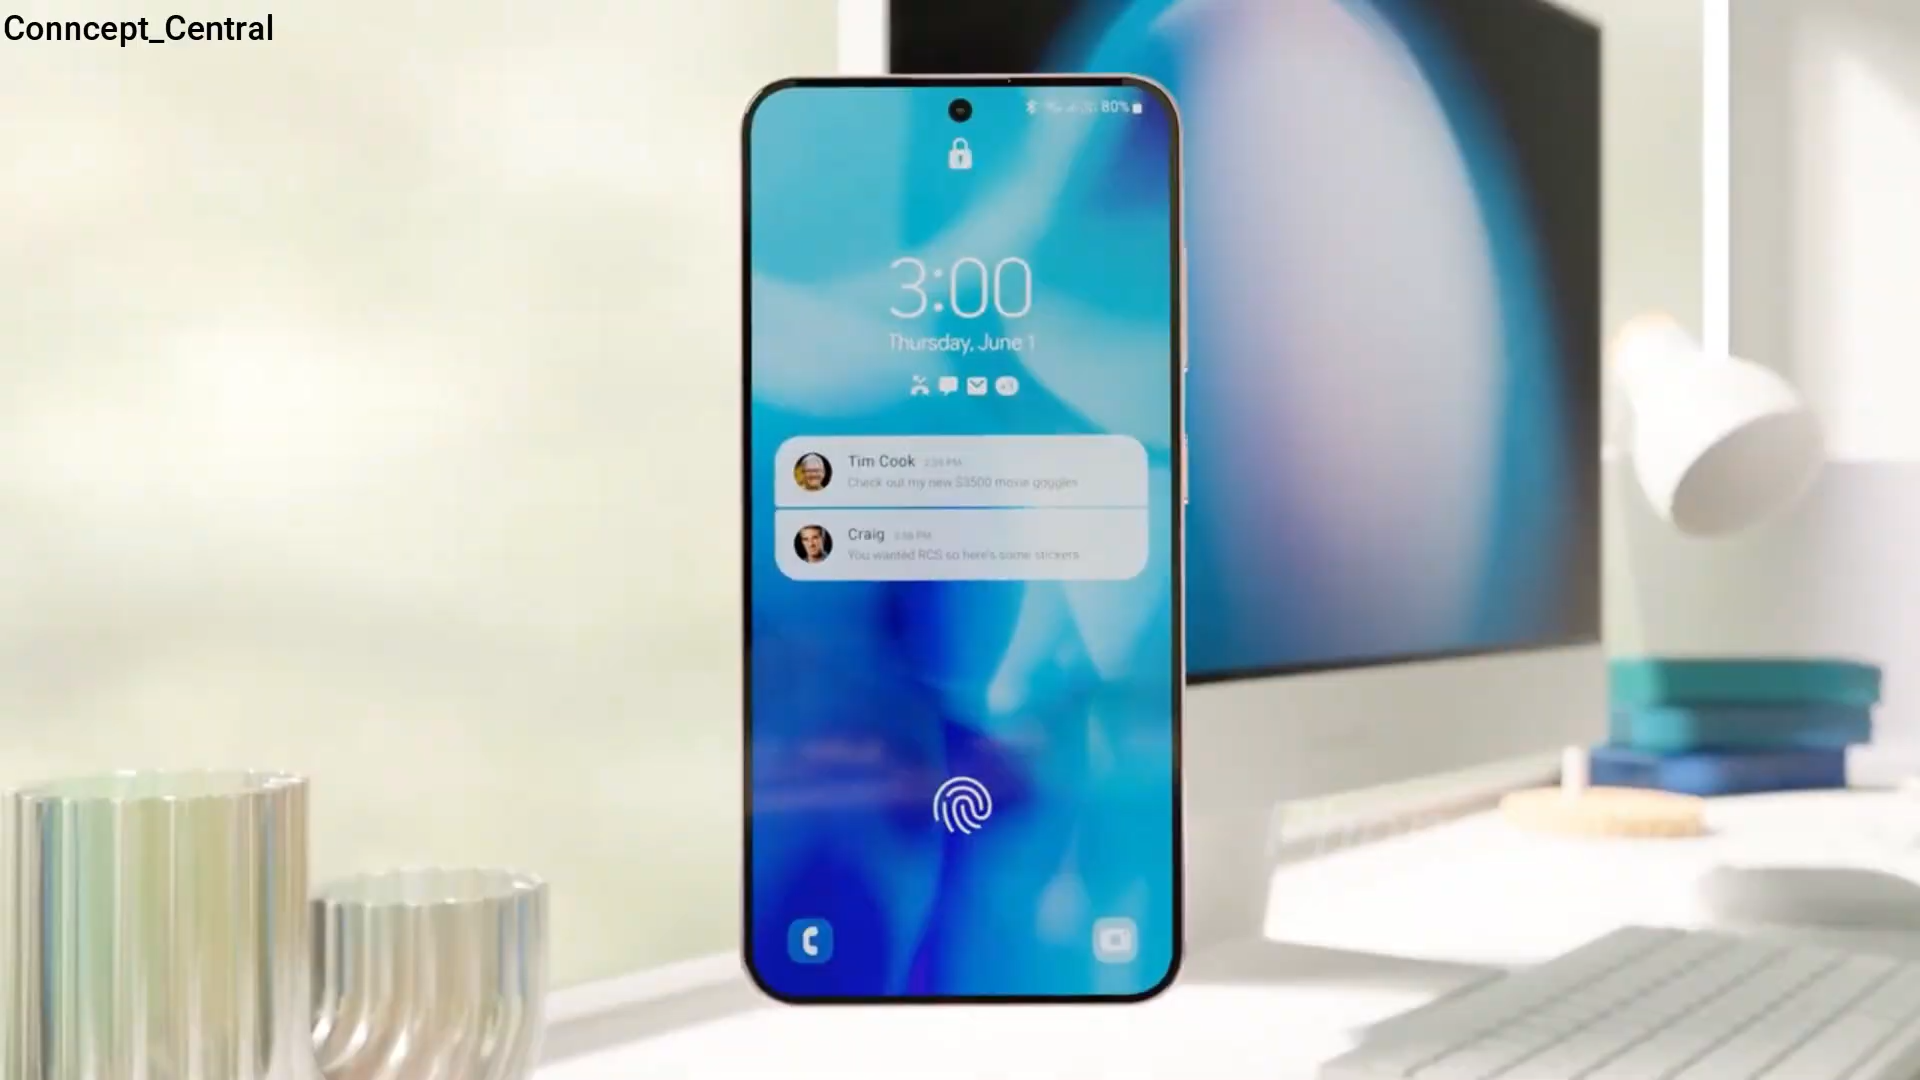 Conncept_Central
80%
3:00
Thursday, June 1
Tim Cook
Check out my new $3500 movie goggles
Craig
You wanted RCS so here's some stickers